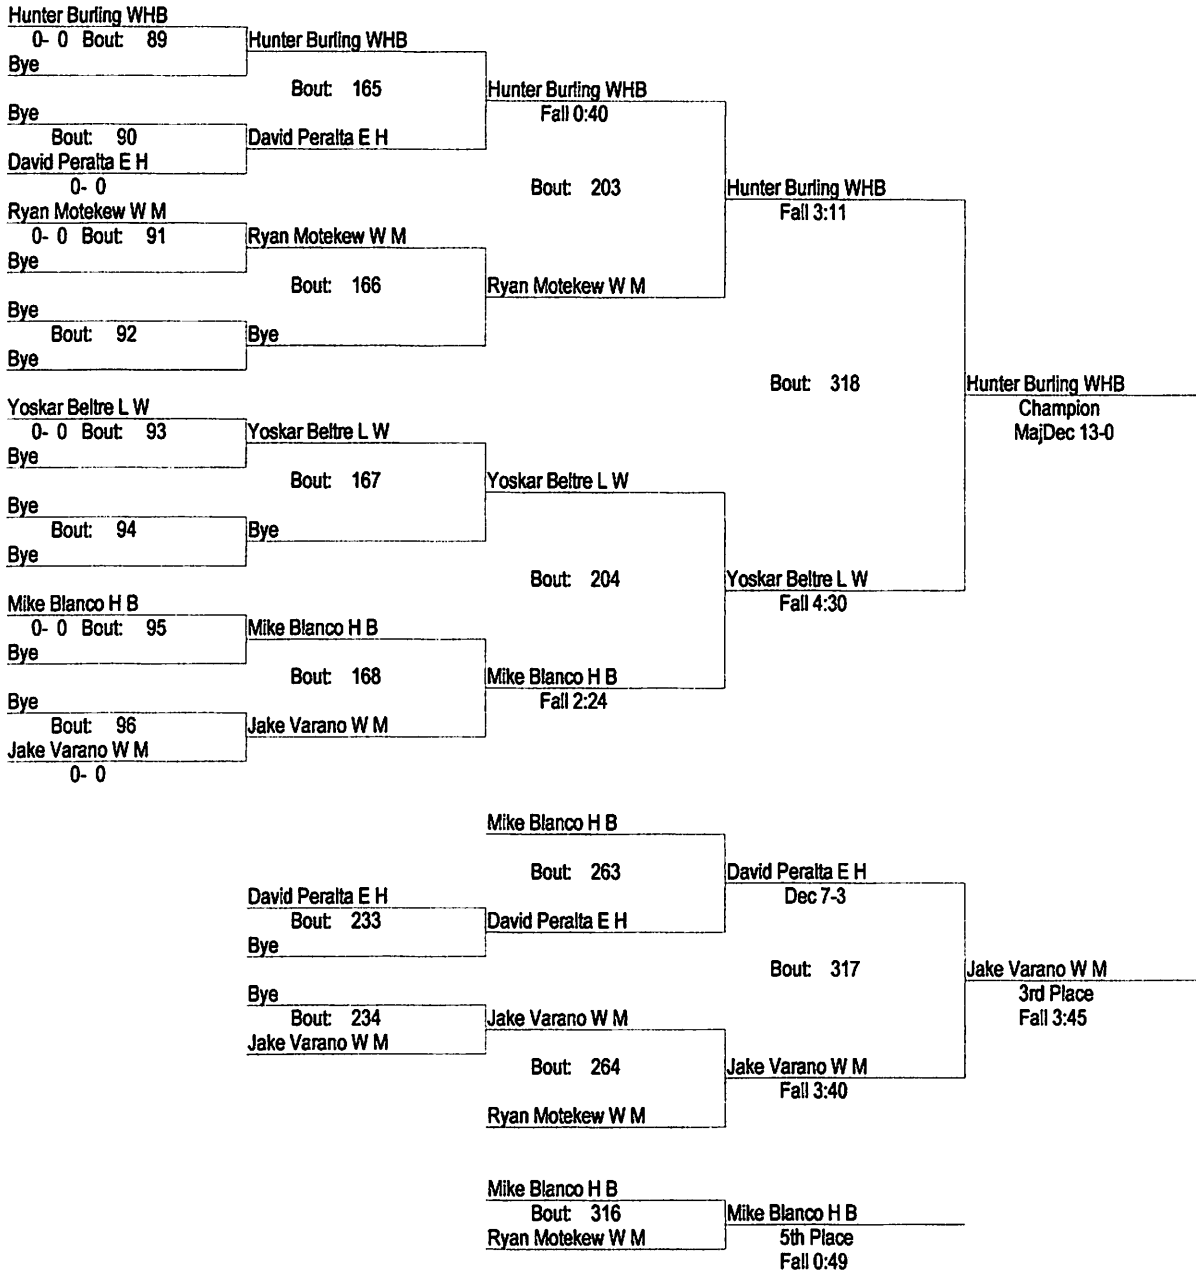 Hunter Burling WHB
0- 0 Bout: 89
Bye
Hunter Burling WHB
Bout: 165
Bye
Bout: 90
David Peralta E H
0- 0
David Peralta E H
Hunter Burling WHB
Fall 0:40
Bout: 203
Ryan Motekew W M
0- 0 Bout: 91
Bye
Ryan Motekew W M
Bout: 166
Bye
Bout: 92
Bye
Bye
Ryan Motekew W M
Hunter Burling WHB
Fall 3:11
Bout: 318
Yoskar Beltre L W
0- 0 Bout: 93
Bye
Yoskar Beltre L W
Bout: 167
Bye
Bout: 94
Bye
Bye
Yoskar Beltre L W
Bout: 204
Mike Blanco H B
0- 0 Bout: 95
Bye
Mike Blanco H B
Bout: 168
Bye
Bout: 96
Jake Varano W M
0- 0
Jake Varano W M
Mike Blanco H B
Fall 2:24
Yoskar Beltre L W
Fall 4:30
Hunter Burling WHB
Champion
MajDec 13-0
Mike Blanco H B
Bout: 263
David Peralta E H
Bout: 233
Bye
David Peralta E H
David Peralta E H
Dec 7-3
Bout: 317
Bye
Bout: 234
Jake Varano W M
Jake Varano W M
Bout: 264
Ryan Motekew W M
Jake Varano W M
Fall 3:40
Jake Varano W M
3rd Place
Fall 3:45
Mike Blanco H B
Bout: 316
Ryan Motekew W M
Mike Blanco H B
5th Place
Fall 0:49